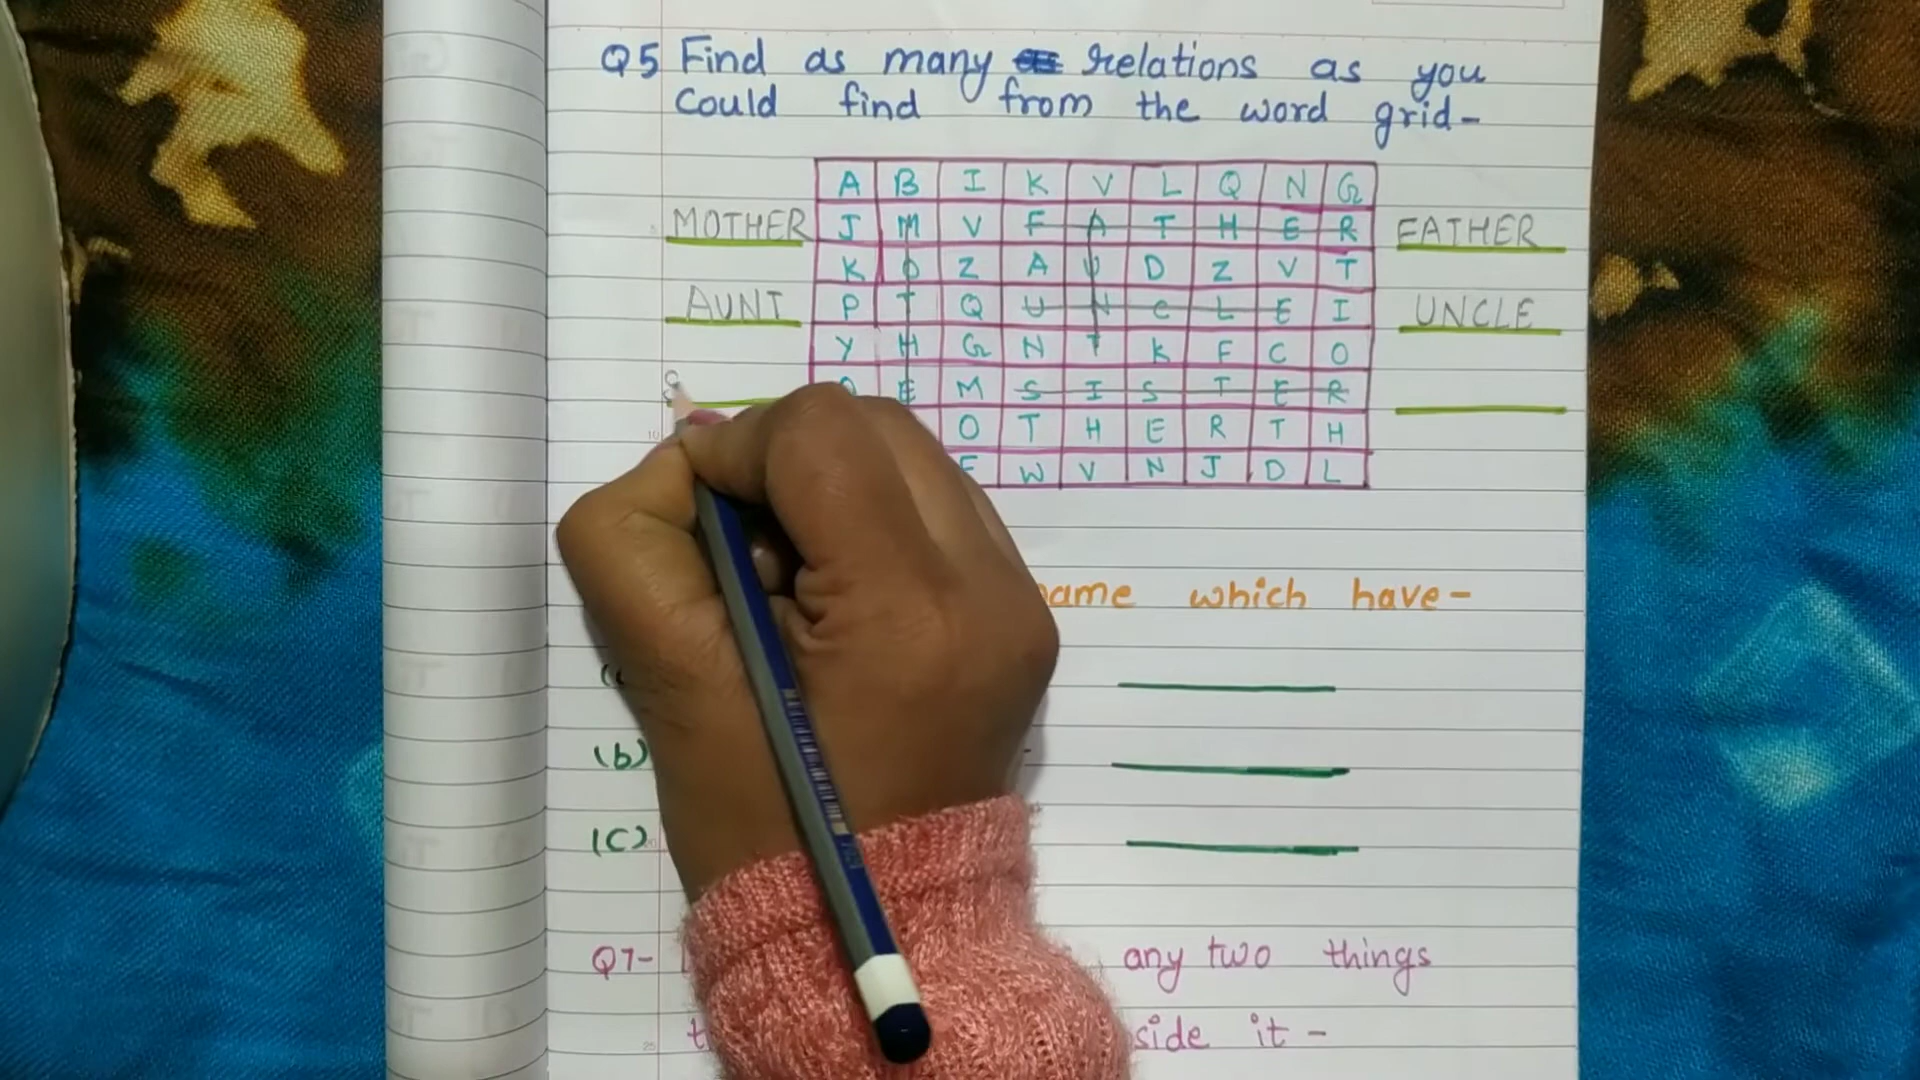 Q5 Find as many relations as you
could find from the word grid-
A B I K V L Q N G
MOTHER J M V F A T H E R FATHER
K O Z A U D Z V T
AUNT P T Q U N C L E I UNCLE
Y H G N T K F C O
E M S I S T E R
O T H E R T H
W V N J D L
name which have-
(b)
(C)
Q7- any two things
side it -